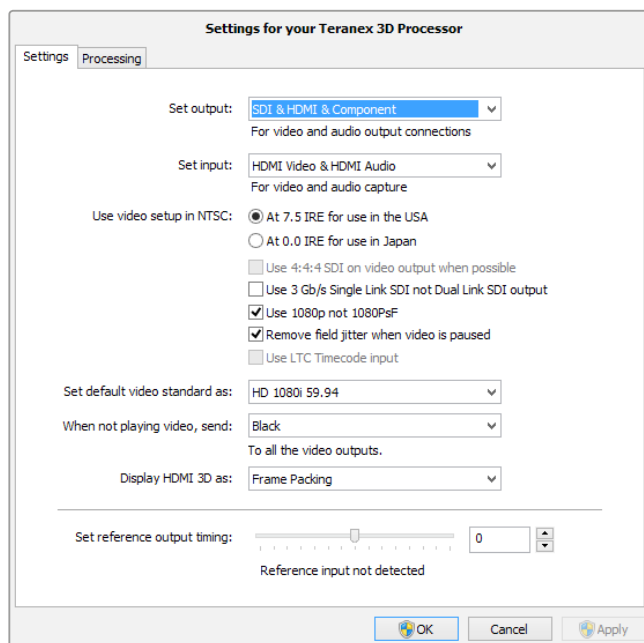 Settings for your Teranex 3D Processor
Settings Processing
Set output: SDI & HDMI & Component
For video and audio output connections
Set input: HDMI Video & HDMI Audio
For video and audio capture
Use video setup in NTSC: At 7.5 IRE for use in the USA
At 0.0 IRE for use in Japan
Use 4:4:4 SDI on video output when possible
Use 3 Gb/s Single Link SDI not Dual Link SDI output
Use 1080p not 1080PsF
Remove field jitter when video is paused
Use LTC Timecode input
Set default video standard as: HD 1080i 59.94
When not playing video, send: Black
To all the video outputs.
Display HDMI 3D as: Frame Packing
Set reference output timing: 0
Reference input not detected
OK Cancel Apply